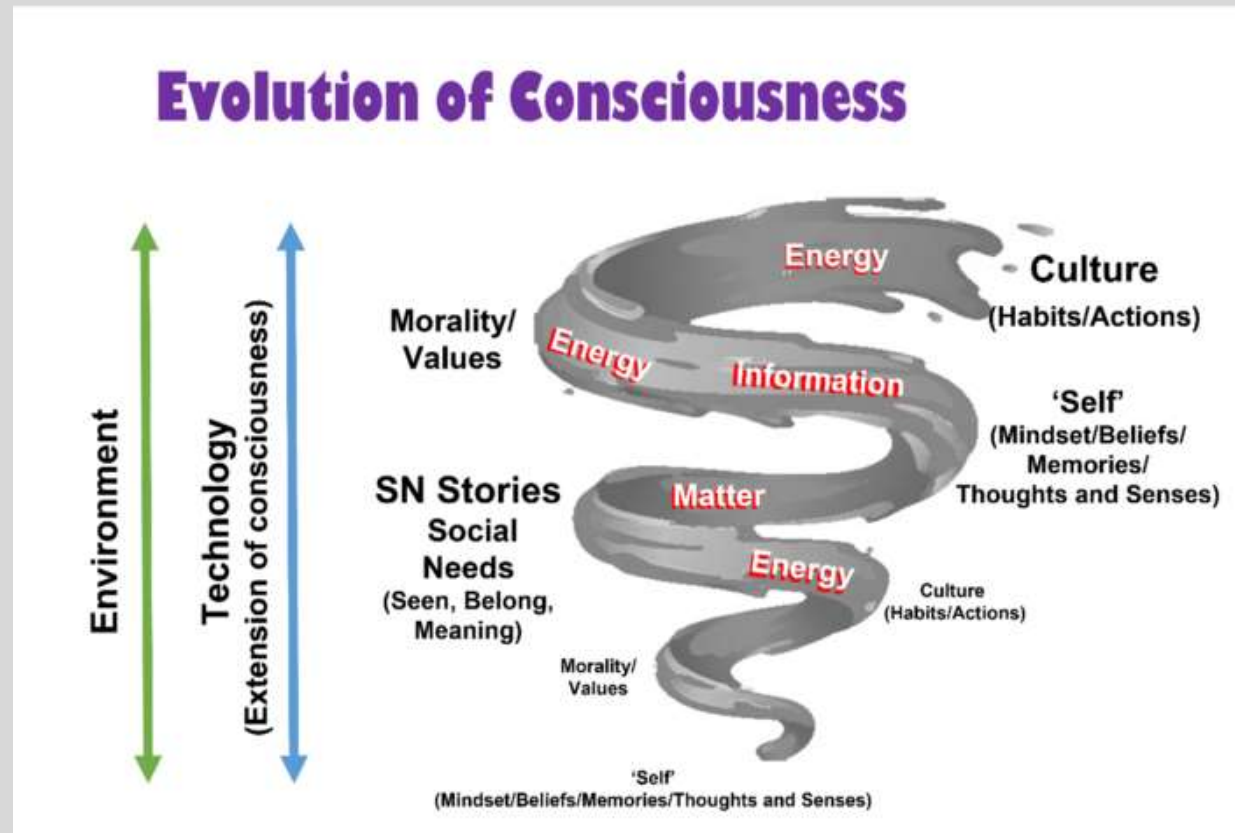 Evolution of Consciousness
Environment
Technology
(Extension of consciousness)
Energy
Culture
(Habits/Actions)
Morality/
Values
Energy
Information
'Self'
(Mindset/Beliefs/
Memories/
Thoughts and Senses)
SN Stories
Social
Needs
(Seen, Belong,
Meaning)
Matter
Energy
Culture
(Habits/Actions)
Morality/
Values
'Self'
(Mindset/Beliefs/Memories/Thoughts and Senses)